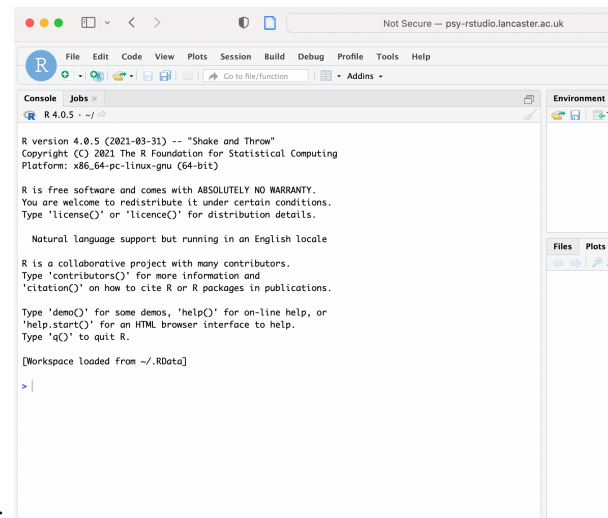 Not Secure — psy-rstudio.lancaster.ac.uk
R
File Edit Code View Plots Session Build Debug Profile Tools Help
Go to file/function
Addins
Console Jobs
R 4.0.5 · ~/
R version 4.0.5 (2021-03-31) -- "Shake and Throw"
Copyright (C) 2021 The R Foundation for Statistical Computing
Platform: x86_64-pc-linux-gnu (64-bit)
R is free software and comes with ABSOLUTELY NO WARRANTY.
You are welcome to redistribute it under certain conditions.
Type 'license()' or 'licence()' for distribution details.
Natural language support but running in an English locale
R is a collaborative project with many contributors.
Type 'contributors()' for more information and
'citation()' on how to cite R or R packages in publications.
Type 'demo()' for some demos, 'help()' for on-line help, or
'help.start()' for an HTML browser interface to help.
Type 'q()' to quit R.
[Workspace loaded from ~/.RData]
>
Environment
Files Plots